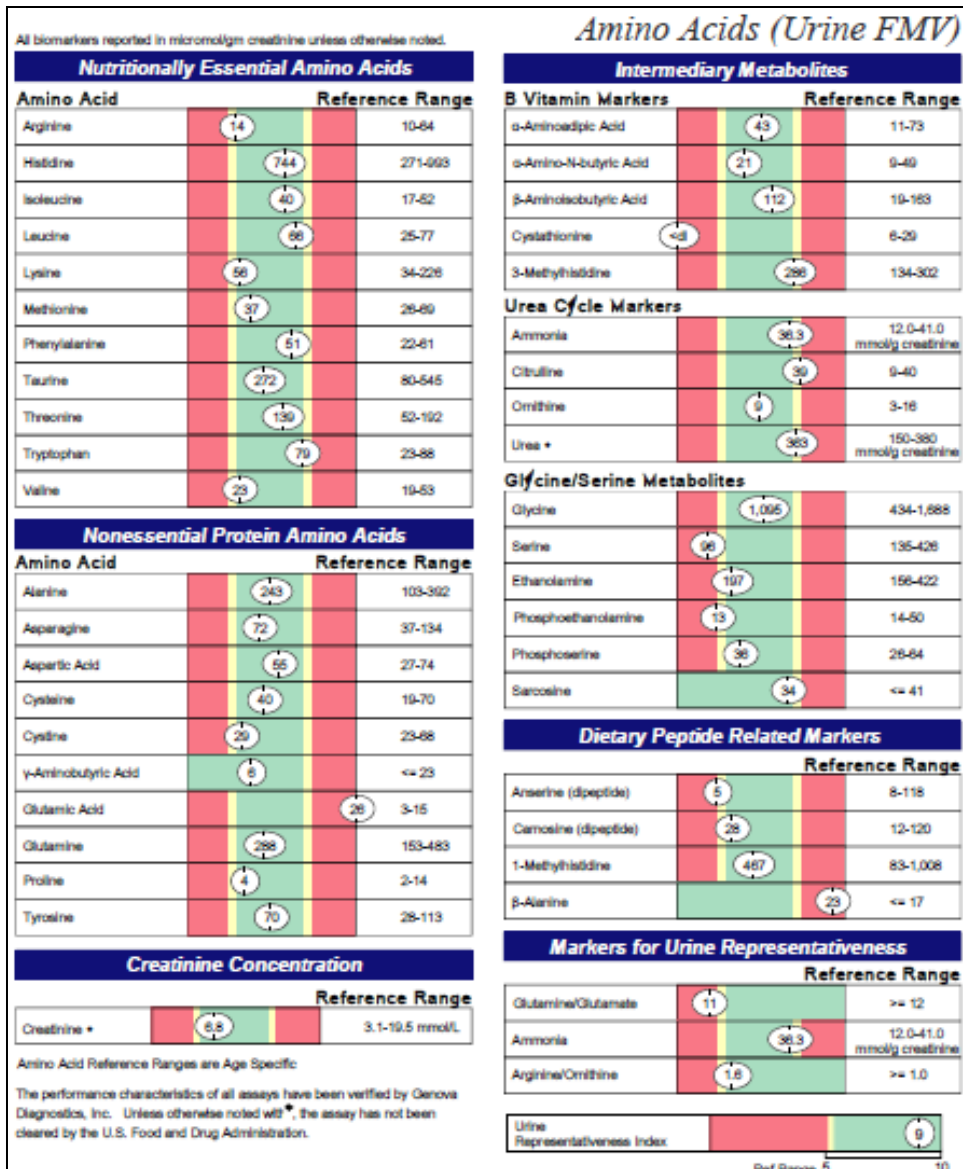 Amino Acids (Urine FMV)
All biomarkers reported in micromol/gm creatinine unless otherwise noted.
Nutritionally Essential Amino Acids
Amino Acid Reference Range
Arginine 14 10-64
Histidine 744 271-993
Isoleucine 40 17-52
Leucine 66 25-77
Lysine 56 34-226
Methionine 37 26-69
Phenylalanine 51 22-61
Taurine 272 80-545
Threonine 139 52-192
Tryptophan 79 23-88
Valine 23 19-53
Nonessential Protein Amino Acids
Amino Acid Reference Range
Alanine 243 103-392
Asparagine 72 37-134
Aspartic Acid 55 27-74
Cysteine 40 19-70
Cystine 29 23-68
γ-Aminobutyric Acid 6 <= 23
Glutamic Acid 26 3-15
Glutamine 288 153-483
Proline 4 2-14
Tyrosine 70 28-113
Creatinine Concentration
Reference Range
Creatinine ♦ 6.8 3.1-19.5 mmol/L
Amino Acid Reference Ranges are Age Specific
The performance characteristics of all assays have been verified by Genova
Diagnostics, Inc. Unless otherwise noted with ♦, the assay has not been
cleared by the U.S. Food and Drug Administration.
Intermediary Metabolites
B Vitamin Markers Reference Range
α-Aminoadipic Acid 43 11-73
α-Amino-N-butyric Acid 21 9-49
β-Aminoisobutyric Acid 112 19-163
Cystathionine <dl 6-29
3-Methylhistidine 286 134-302
Urea Cycle Markers
Ammonia 36.3 12.0-41.0
mmol/g creatinine
Citrulline 39 9-40
Ornithine 9 3-16
Urea ♦ 363 150-380
mmol/g creatinine
Glycine/Serine Metabolites
Glycine 1,095 434-1,688
Serine 96 135-426
Ethanolamine 197 156-422
Phosphoethanolamine 13 14-50
Phosphoserine 36 26-64
Sarcosine 34 <= 41
Dietary Peptide Related Markers
Reference Range
Anserine (dipeptide) 5 8-118
Carnosine (dipeptide) 28 12-120
1-Methylhistidine 467 83-1,008
β-Alanine 23 <= 17
Markers for Urine Representativeness
Reference Range
Glutamine/Glutamate 11 >= 12
Ammonia 36.3 12.0-41.0
mmol/g creatinine
Arginine/Ornithine 1.6 >= 1.0
Urine
Representativeness Index 9
Ref Range 5 10